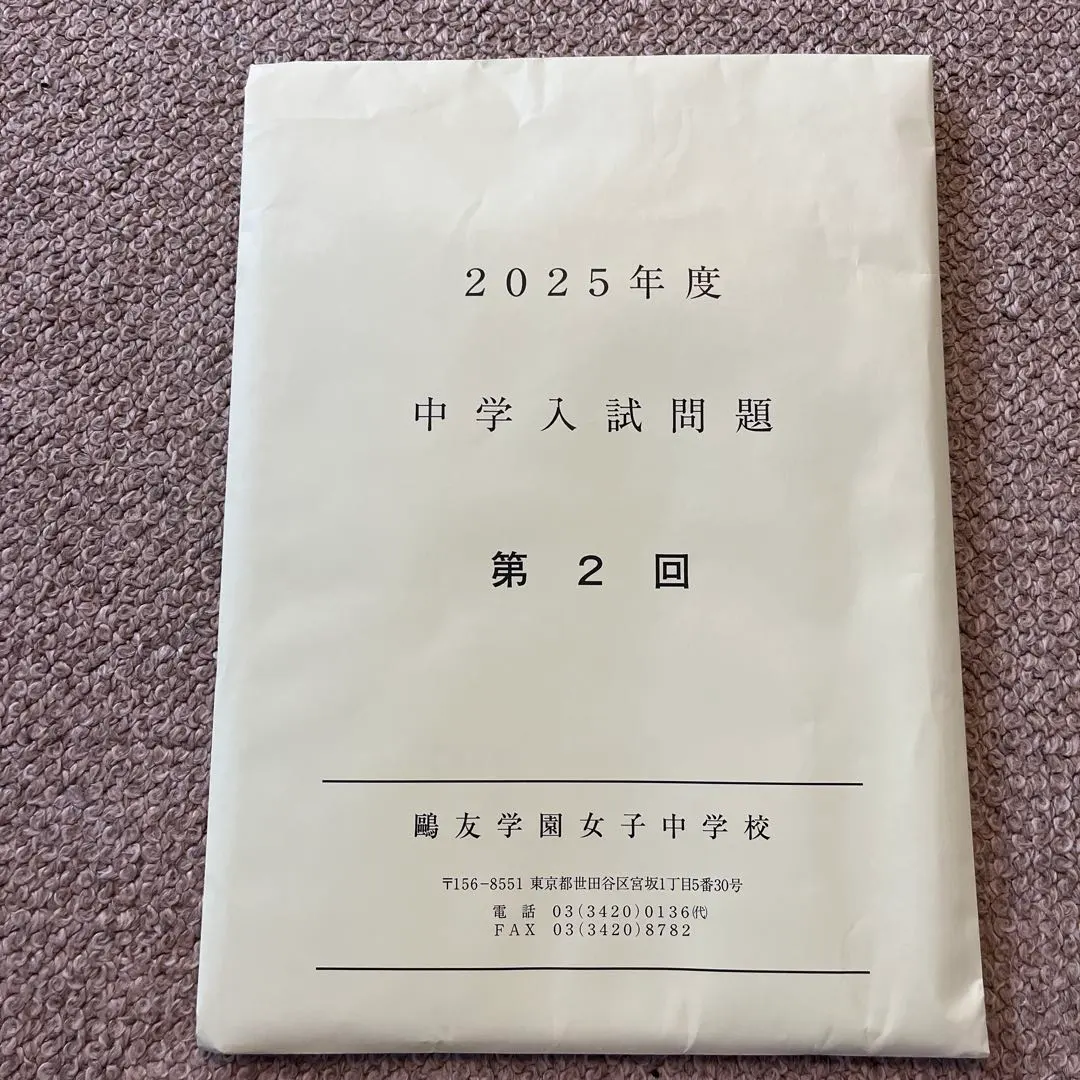 2025年度
中学入試問題
第2回
鷗友学園女子中学校
〒156-8551 東京都世田谷区宮坂1丁目5番30号
電話 03(3420)0136㈹
FAX 03(3420)8782